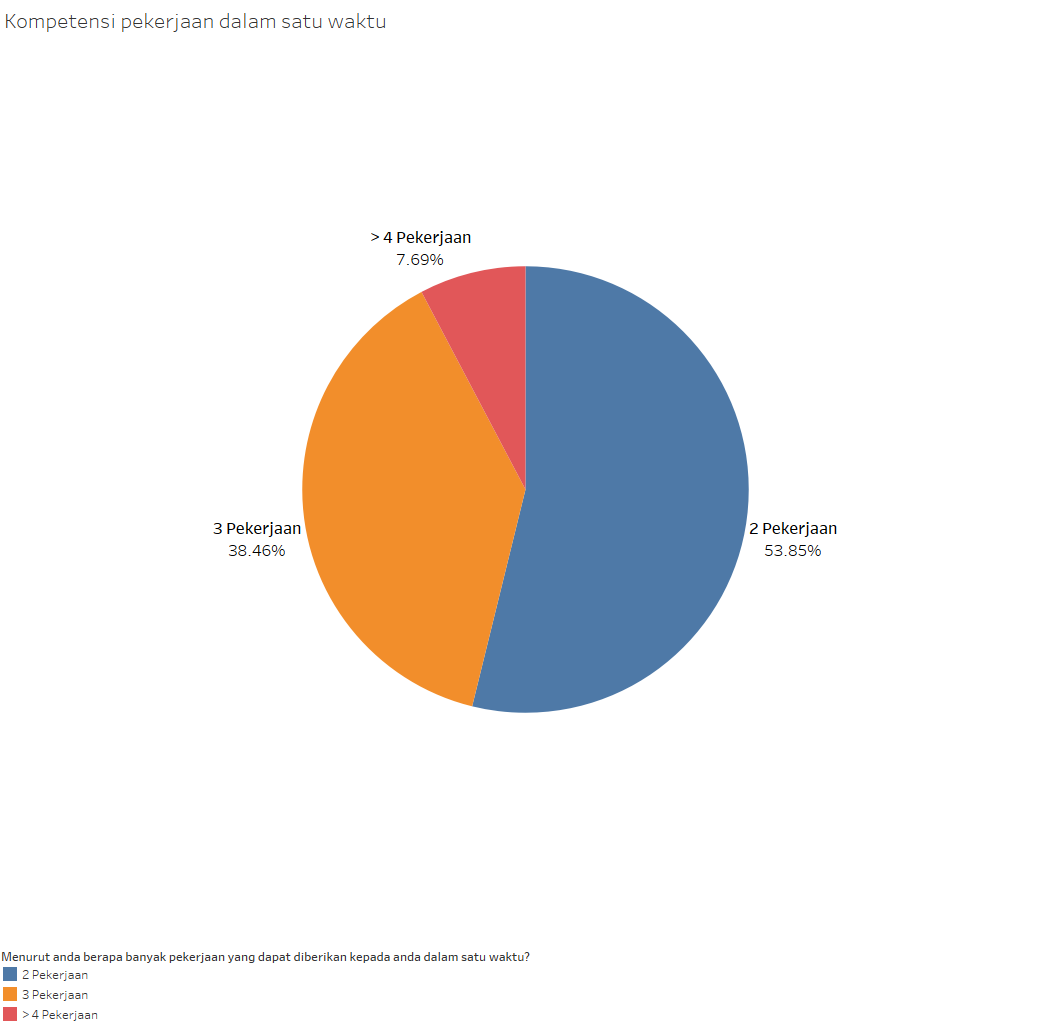 Kompetensi pekerjaan dalam satu waktu
> 4 Pekerjaan
7.69%
3 Pekerjaan
38.46%
2 Pekerjaan
53.85%
Menurut anda berapa banyak pekerjaan yang dapat diberikan kepada anda dalam satu waktu?
2 Pekerjaan
3 Pekerjaan
> 4 Pekerjaan